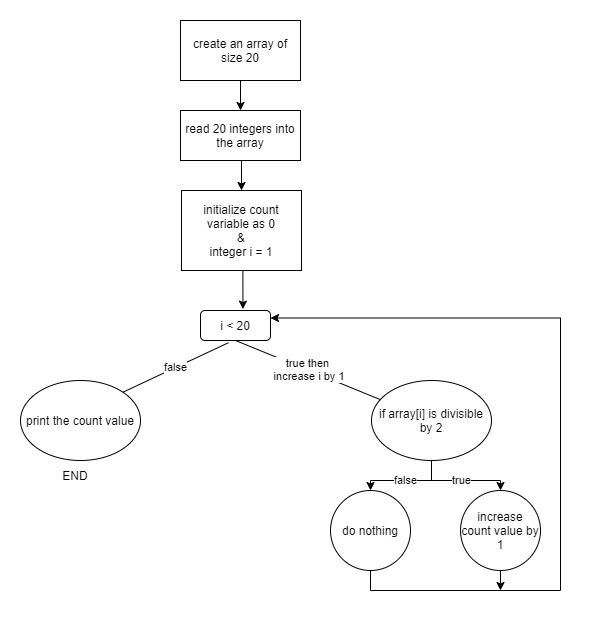 create an array of
size 20
read 20 integers into
the array
initialize count
variable as 0
&
integer i = 1
i < 20
false
true then
increase i by 1
print the count value
if array[i] is divisible
by 2
END
false
true
do nothing
increase
count value by
1